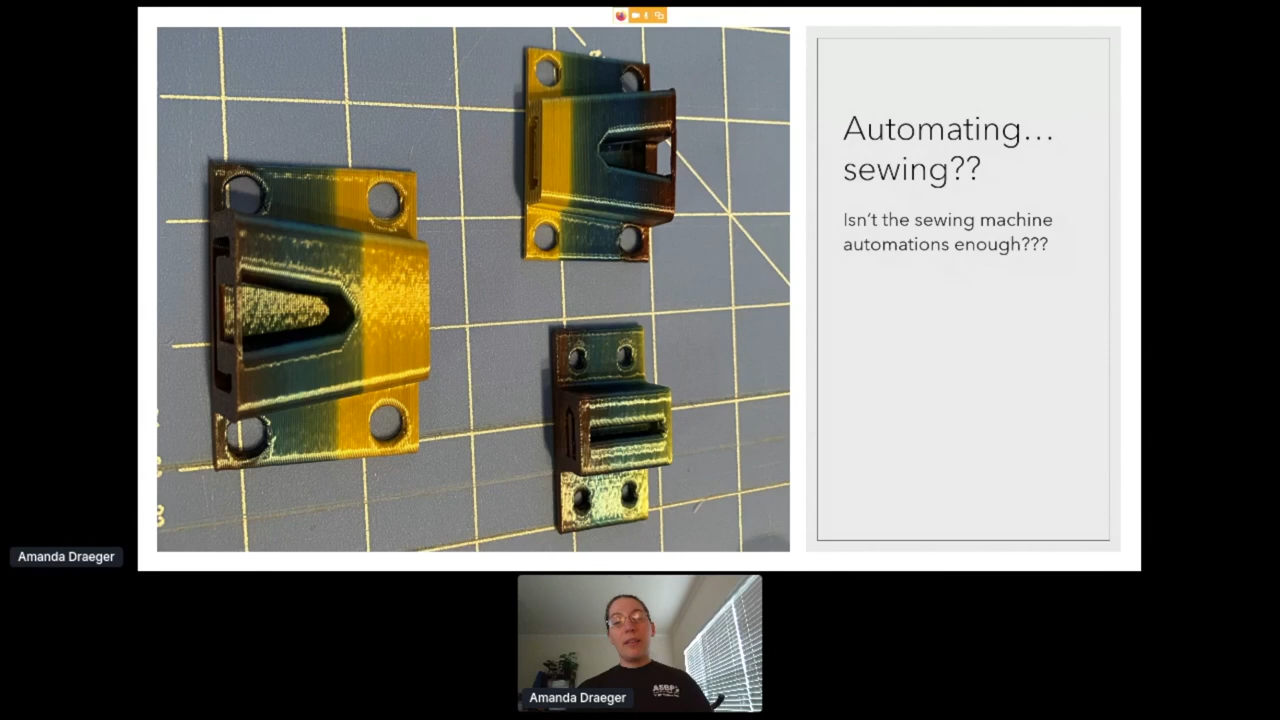 Automating...
sewing??
Isn't the sewing machine
automations enough???
Amanda Draeger
Amanda Draeger